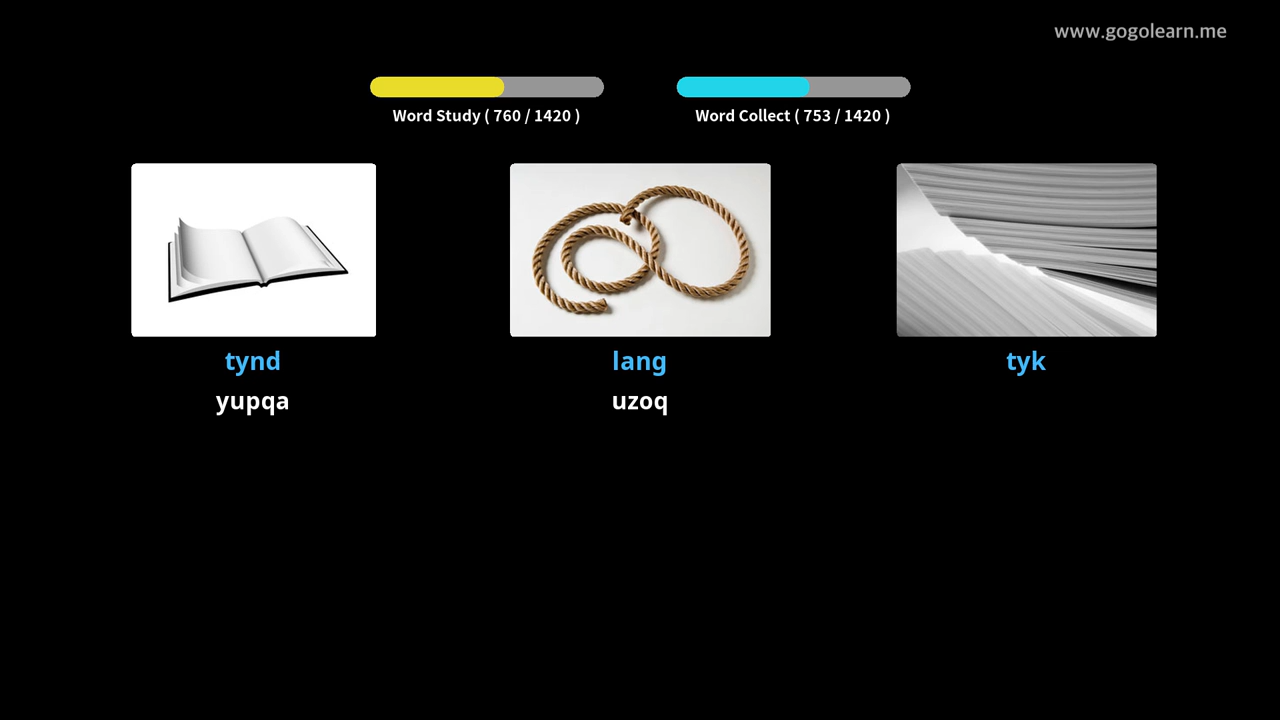 www.gogolearn.me
Word Study ( 760 / 1420 )
Word Collect ( 753 / 1420 )
tynd
lang
tyk
yupqa
uzoq